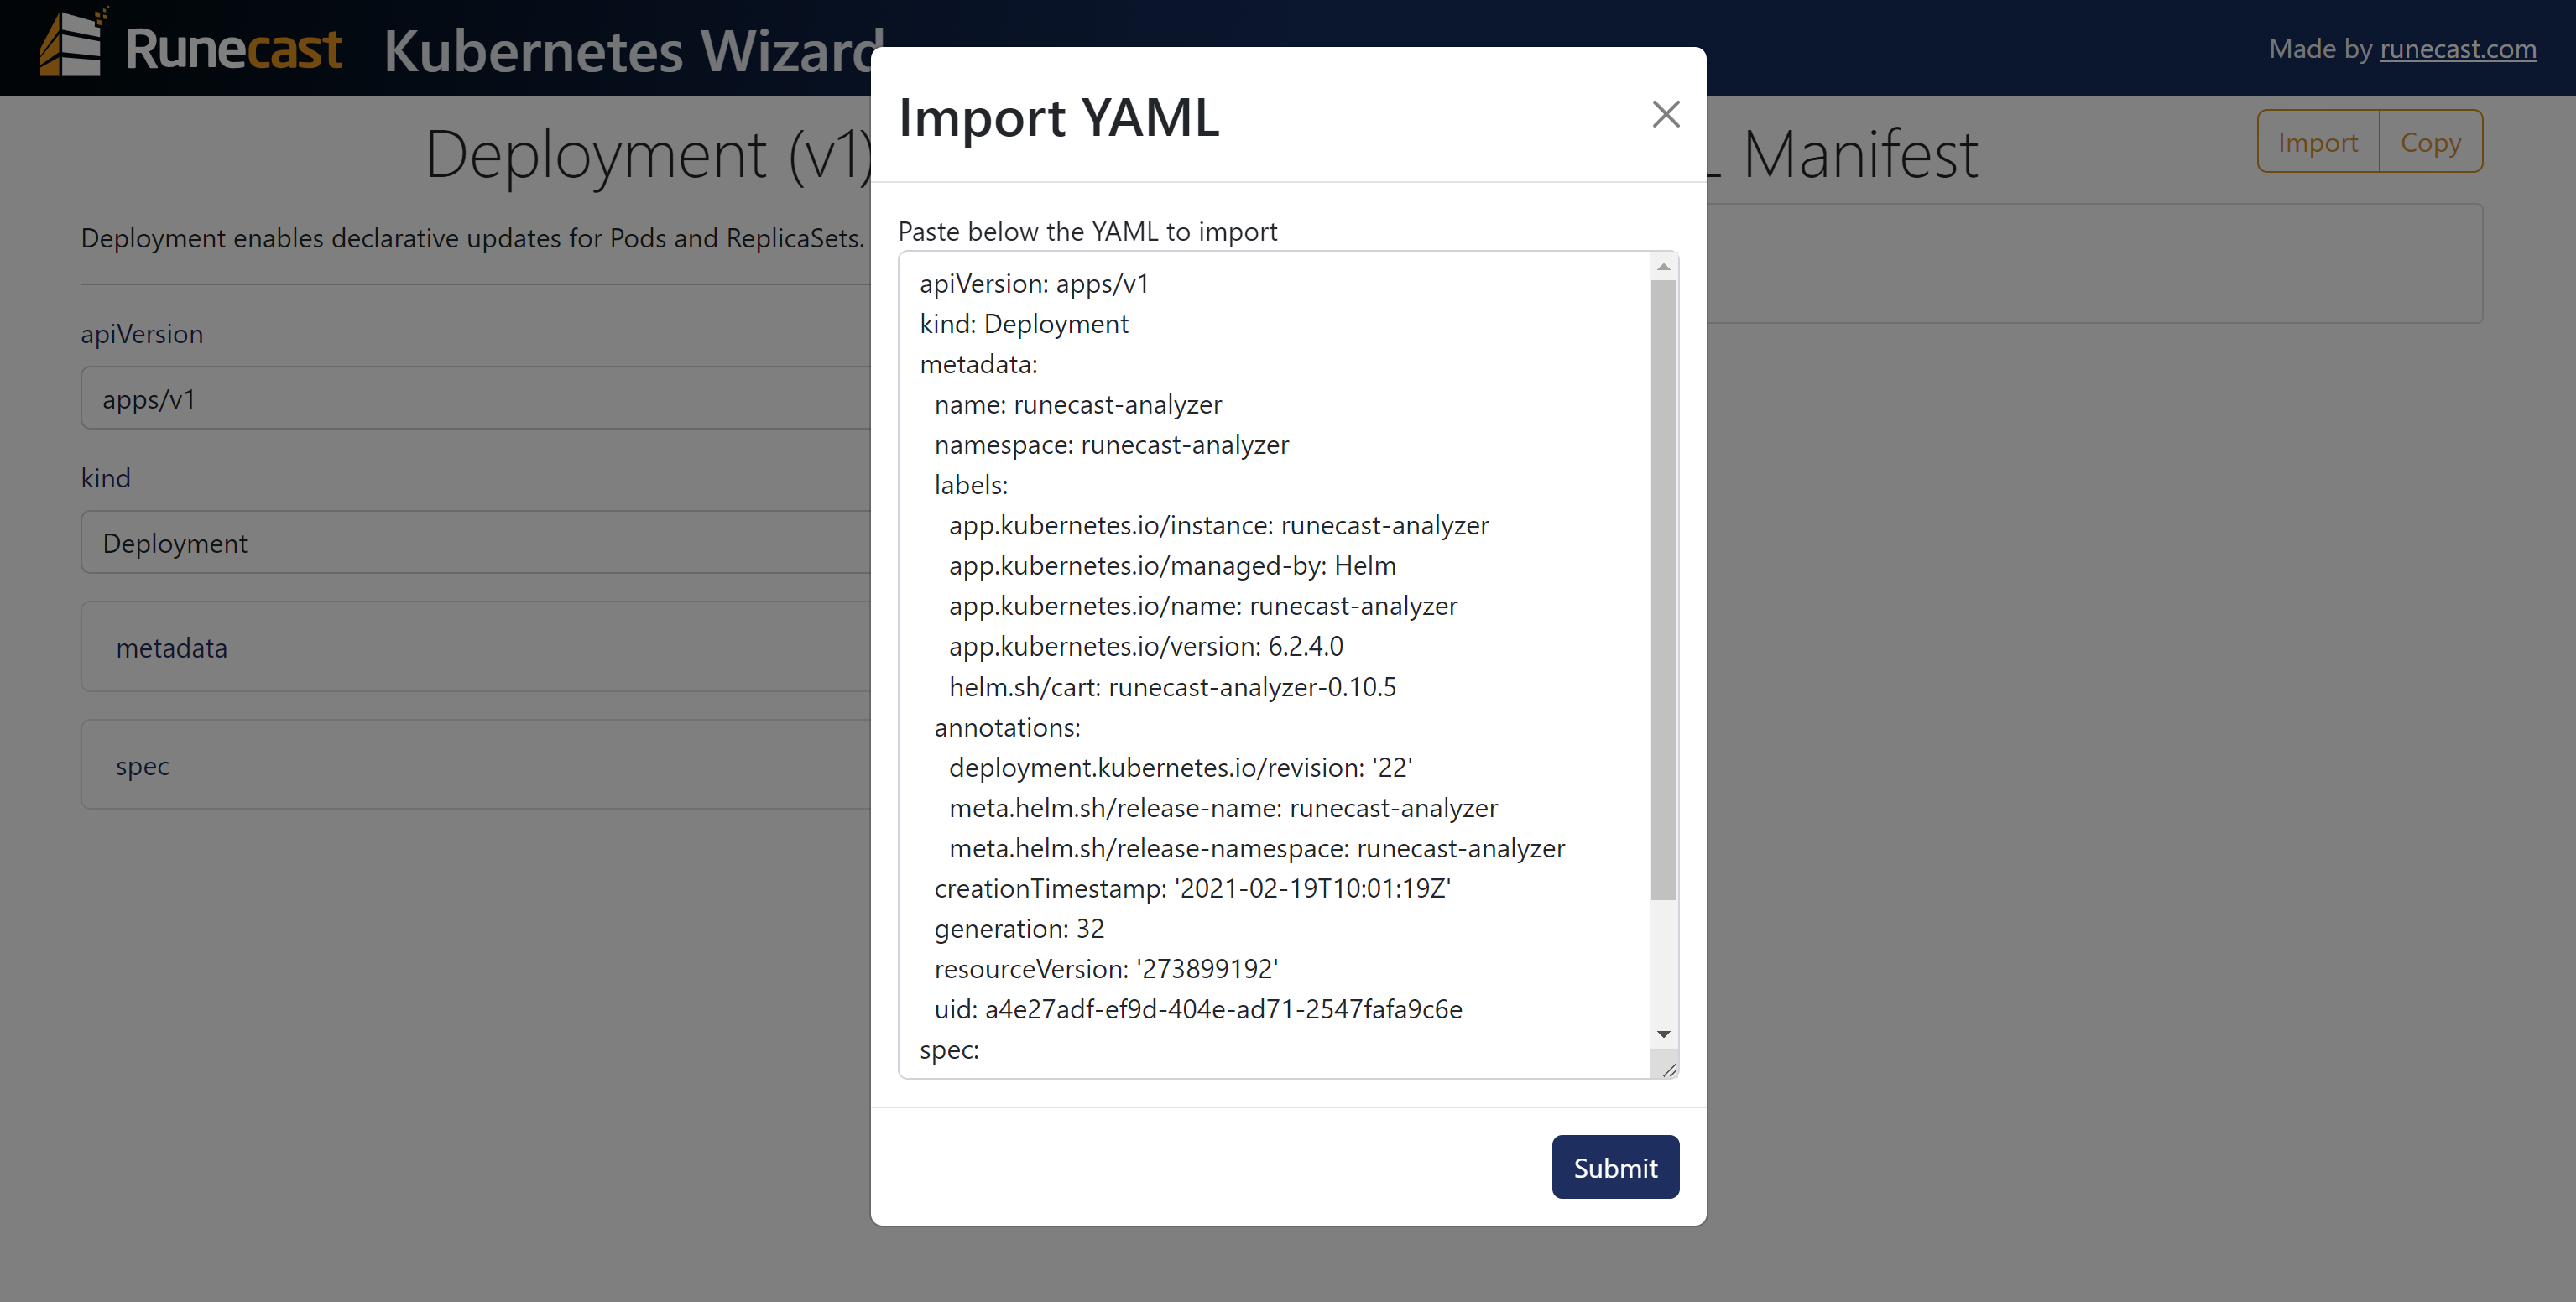 Runecast Kubernetes Wizard
Made by runecast.com
Deployment (v1)
Manifest
Import
Copy
Deployment enables declarative updates for Pods and ReplicaSets.
apiVersion
apps/v1
kind
Deployment
metadata
spec
Import YAML
Paste below the YAML to import
apiVersion: apps/v1
kind: Deployment
metadata:
name: runecast-analyzer
namespace: runecast-analyzer
labels:
app.kubernetes.io/instance: runecast-analyzer
app.kubernetes.io/managed-by: Helm
app.kubernetes.io/name: runecast-analyzer
app.kubernetes.io/version: 6.2.4.0
helm.sh/cart: runecast-analyzer-0.10.5
annotations:
deployment.kubernetes.io/revision: '22'
meta.helm.sh/release-name: runecast-analyzer
meta.helm.sh/release-namespace: runecast-analyzer
creationTimestamp: '2021-02-19T10:01:19Z'
generation: 32
resourceVersion: '273899192'
uid: a4e27adf-ef9d-404e-ad71-2547fafa9c6e
spec:
Submit